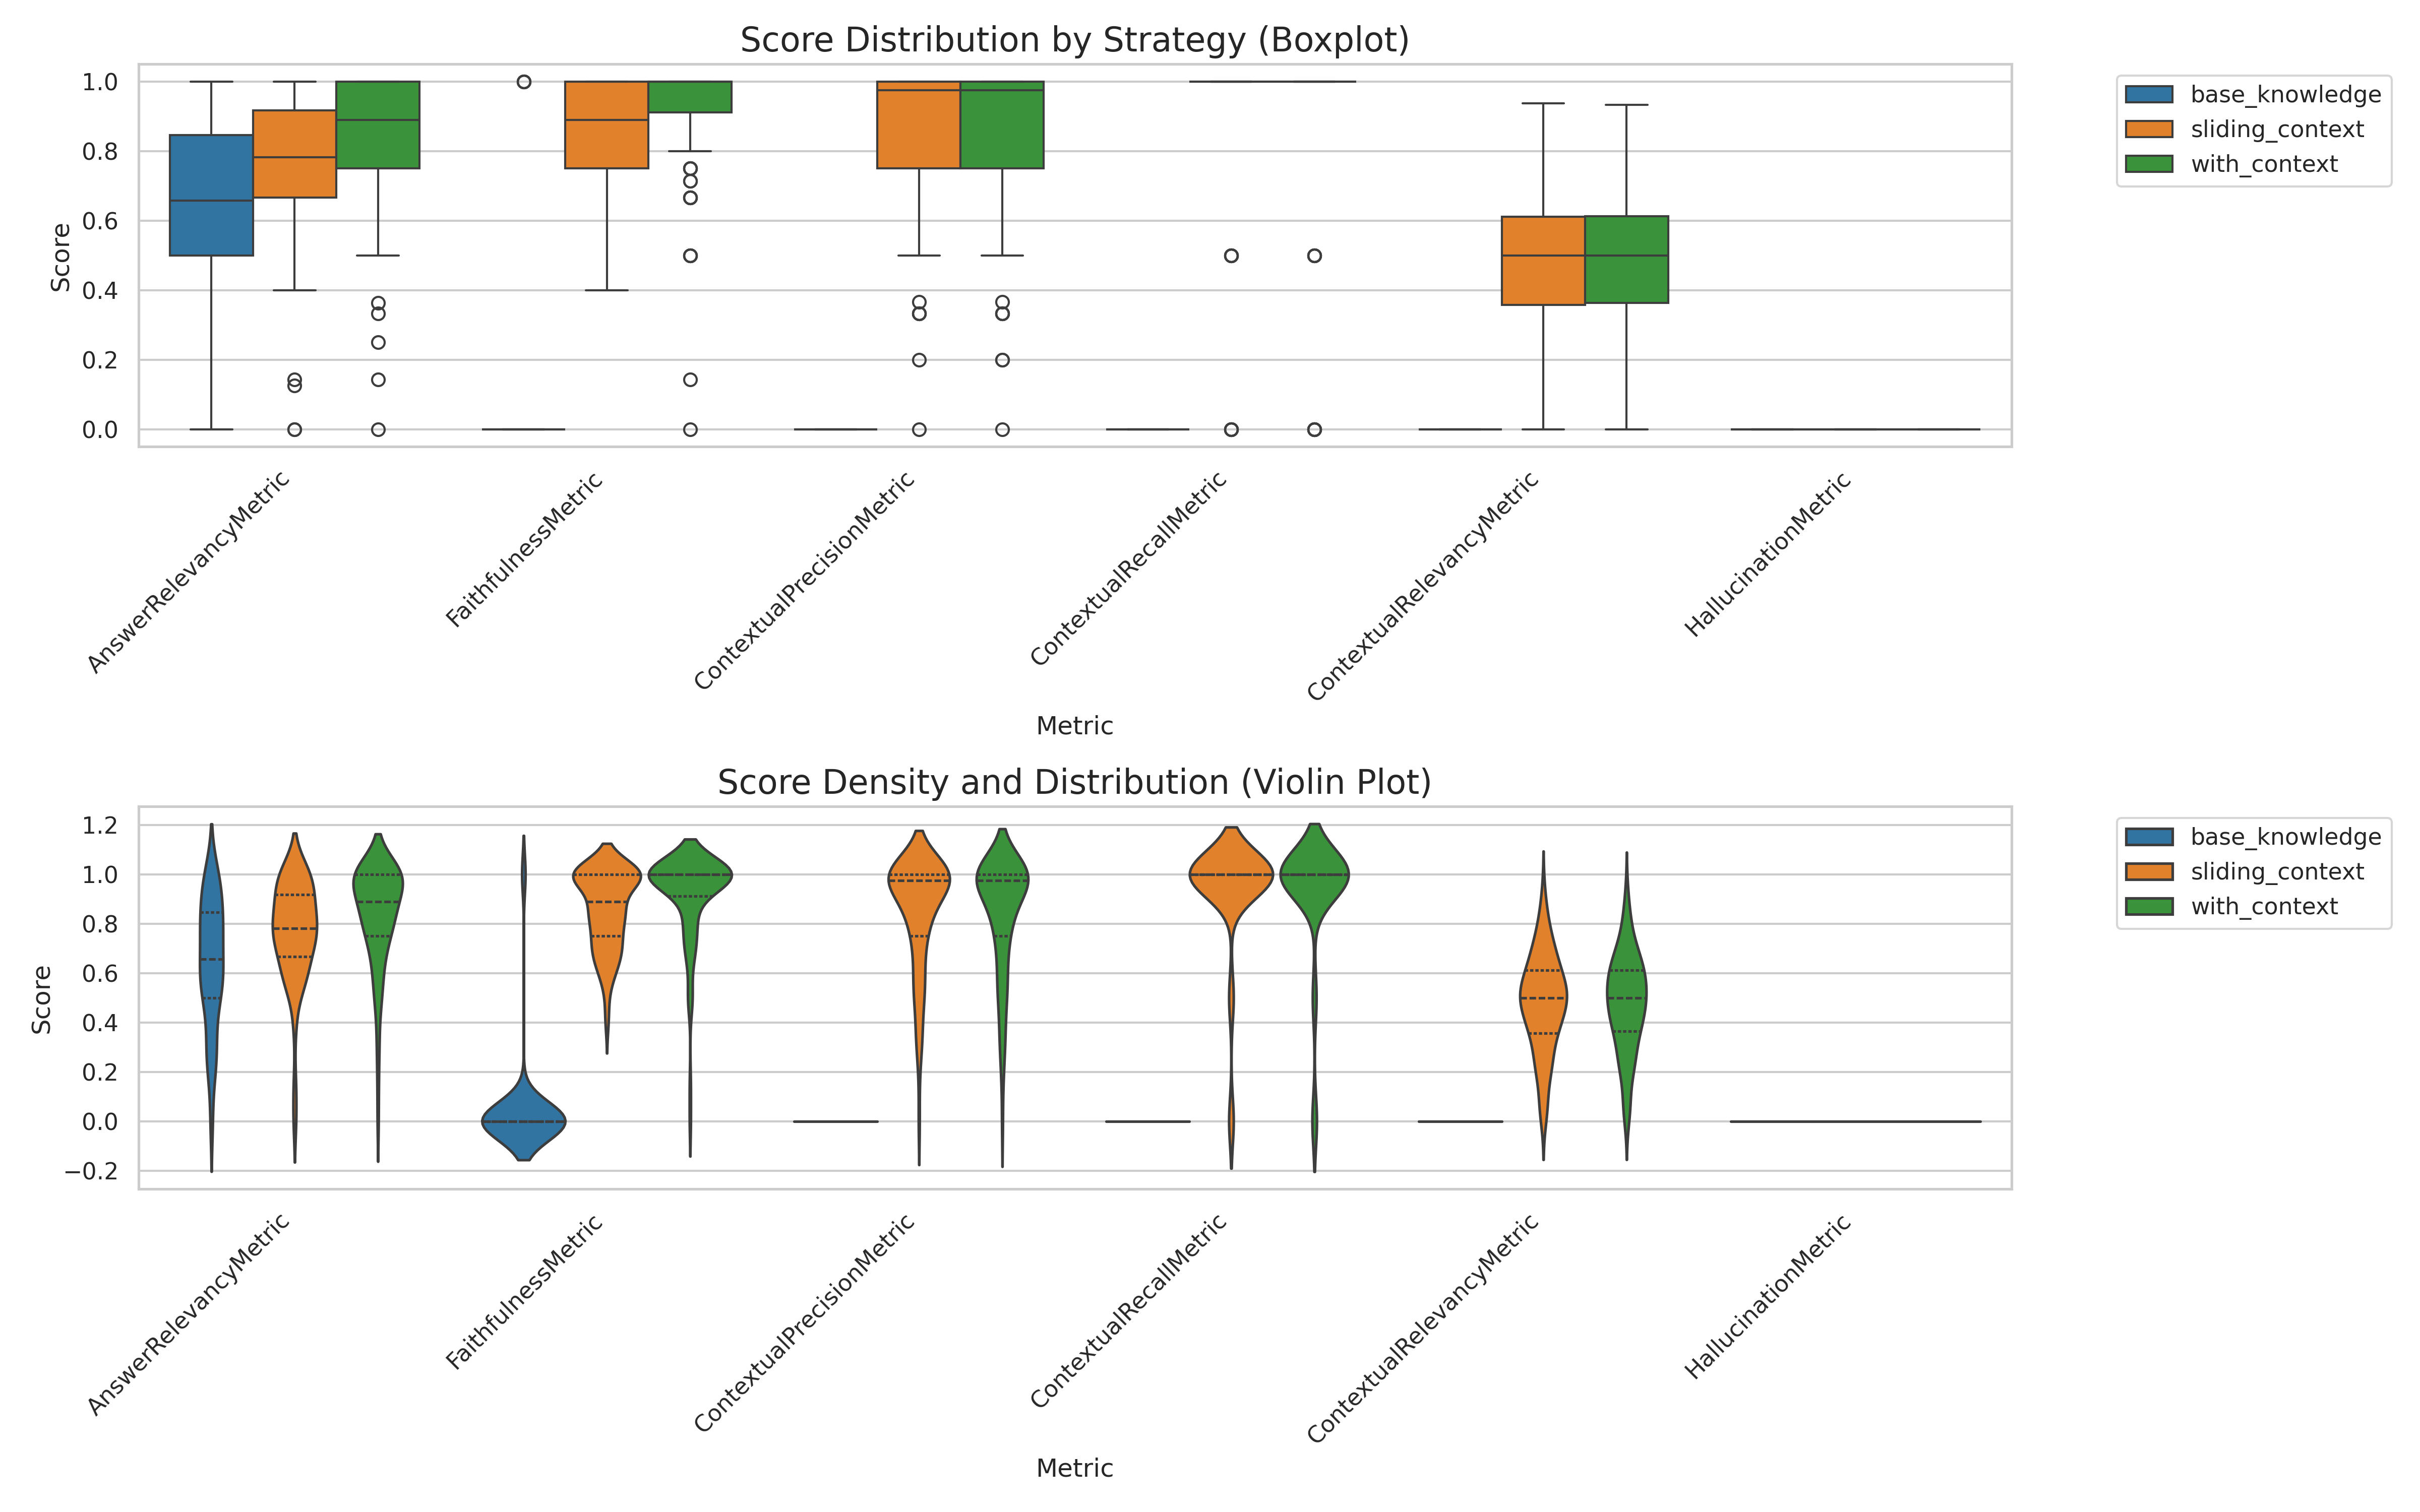 Score Distribution by Strategy (Boxplot)
1.0
0.8
0.6
0.4
0.2
0.0
Score
AnswerRelevancyMetric
FaithfulnessMetric
ContextualPrecisionMetric
ContextualRecallMetric
ContextualRelevancyMetric
HallucinationMetric
Metric
base_knowledge
sliding_context
with_context
Score Density and Distribution (Violin Plot)
1.2
1.0
0.8
0.6
0.4
0.2
0.0
−0.2
Score
AnswerRelevancyMetric
FaithfulnessMetric
ContextualPrecisionMetric
ContextualRecallMetric
ContextualRelevancyMetric
HallucinationMetric
Metric
base_knowledge
sliding_context
with_context